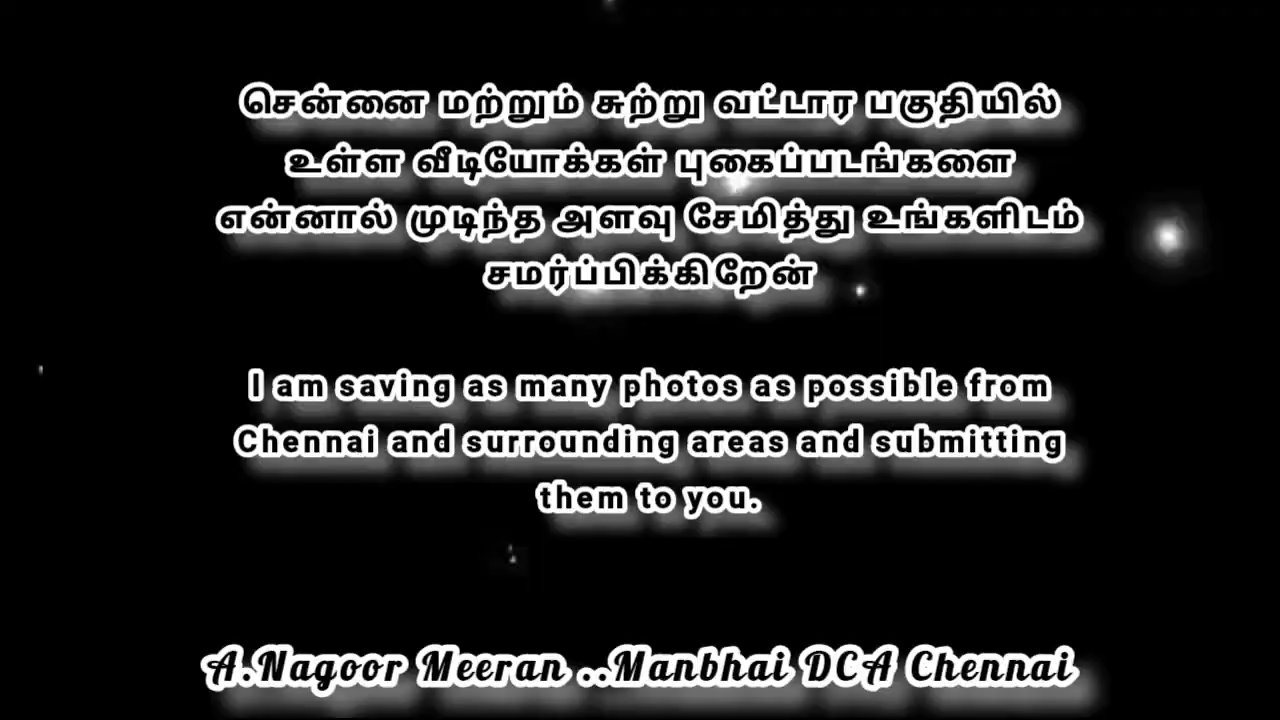 சென்னை மற்றும் சுற்று வட்டார பகுதியில்
உள்ள வீடியோக்கள் புகைப்படங்களை
என்னால் முடிந்த அளவு சேமித்து உங்களிடம்
சமர்ப்பிக்கிறேன்
I am saving as many photos as possible from
Chennai and surrounding areas and submitting
them to you.
A.Nagoor Meeran ..Manbhai DCA Chennai